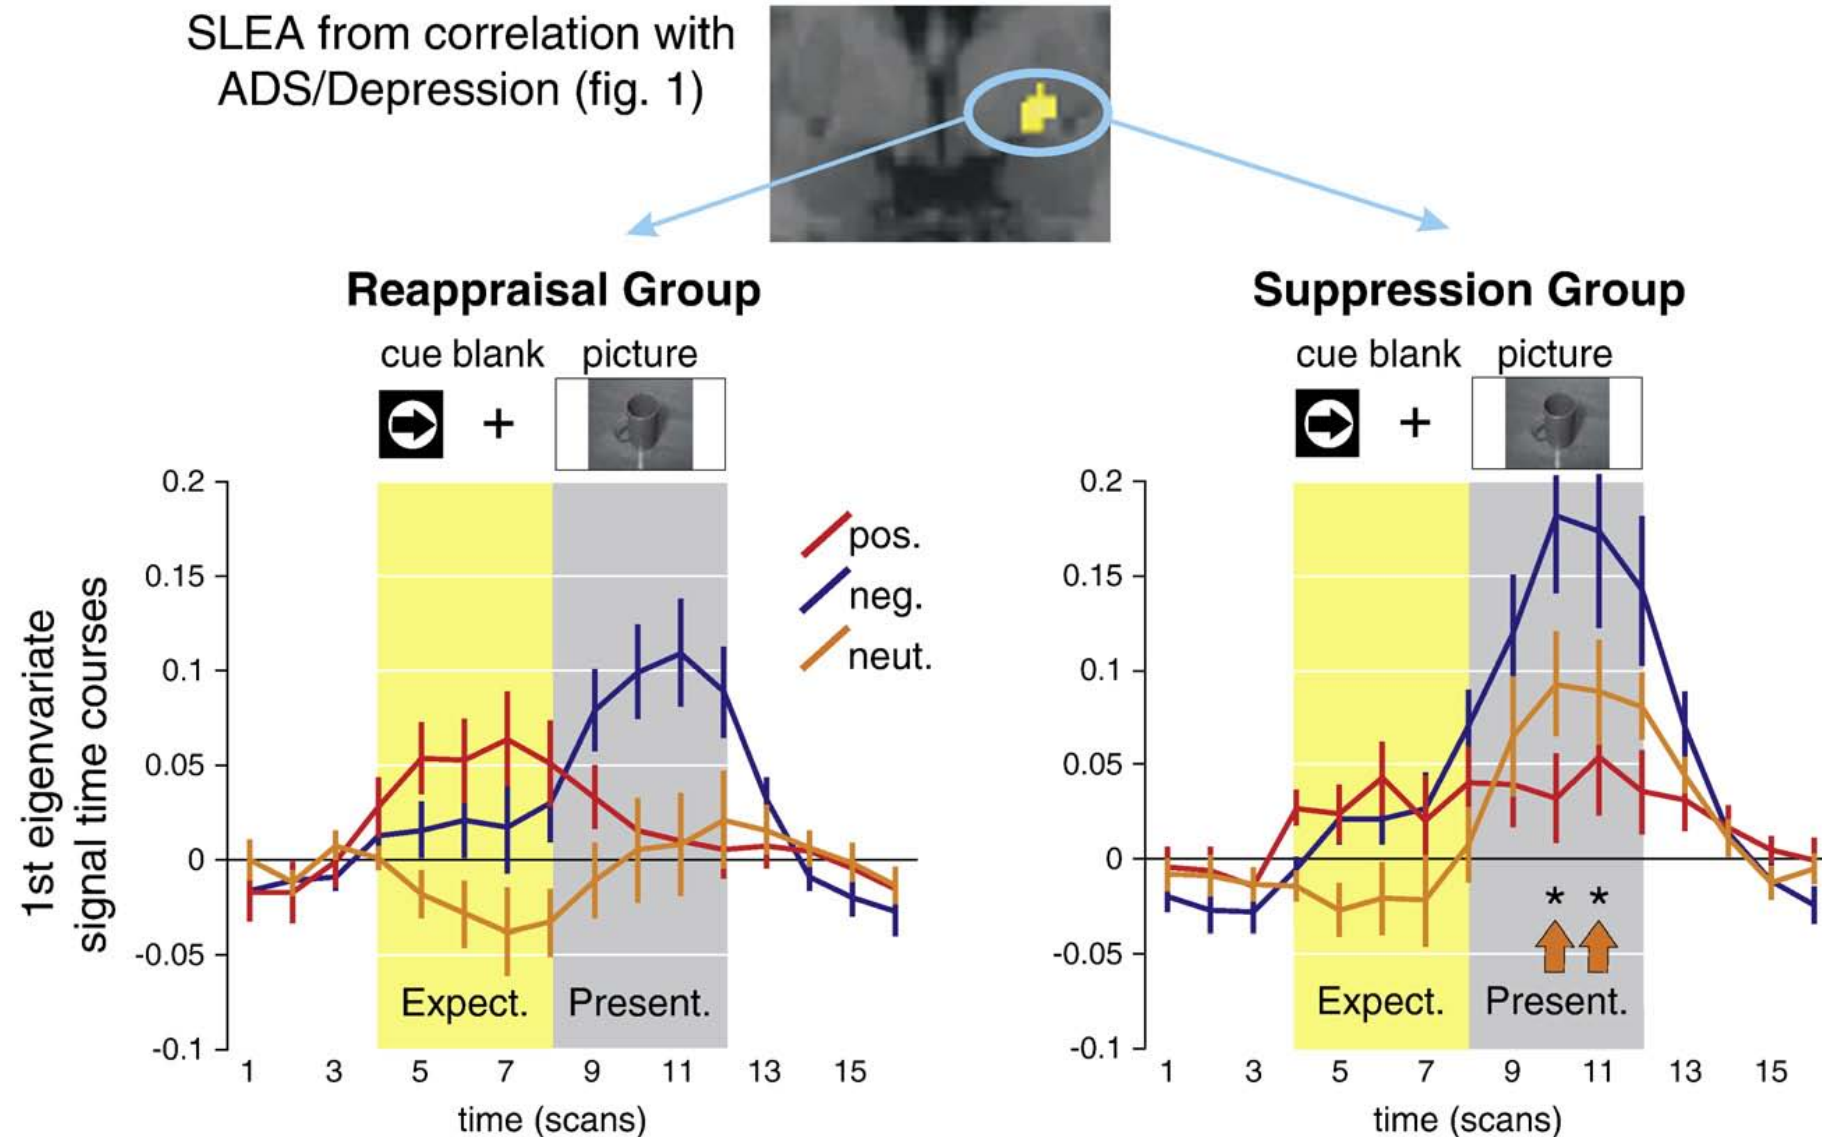 SLEA from correlation with
ADS/Depression (fig. 1)
Reappraisal Group
cue blank picture
+
0.2
0.15
0.1
0.05
0
-0.05
-0.1
1st eigenvariate
signal time courses
pos.
neg.
neut.
Expect. Present.
1 3 5 7 9 11 13 15
time (scans)
Suppression Group
cue blank picture
+
0.2
0.15
0.1
0.05
0
-0.05
-0.1
* *
Expect. Present.
1 3 5 7 9 11 13 15
time (scans)